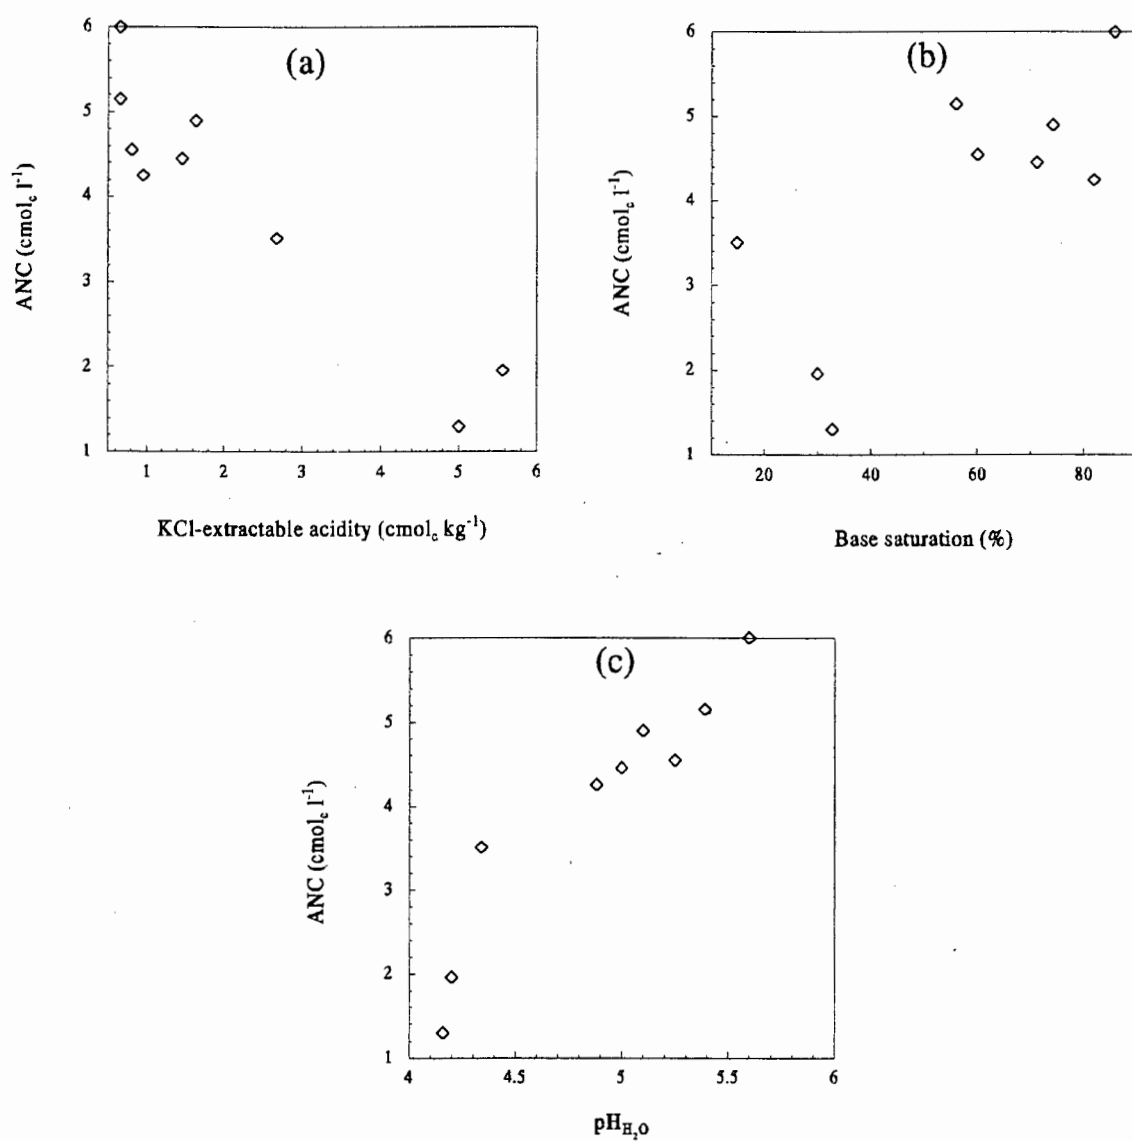 (a)
6
5
4
3
2
1
ANC (cmol_c l^-1)
1 2 3 4 5 6
KCl-extractable acidity (cmol_c kg^-1)
(b)
6
5
4
3
2
1
ANC (cmol_c l^-1)
20 40 60 80
Base saturation (%)
(c)
6
5
4
3
2
1
ANC (cmol_c l^-1)
4 4.5 5 5.5 6
pH_H₂O